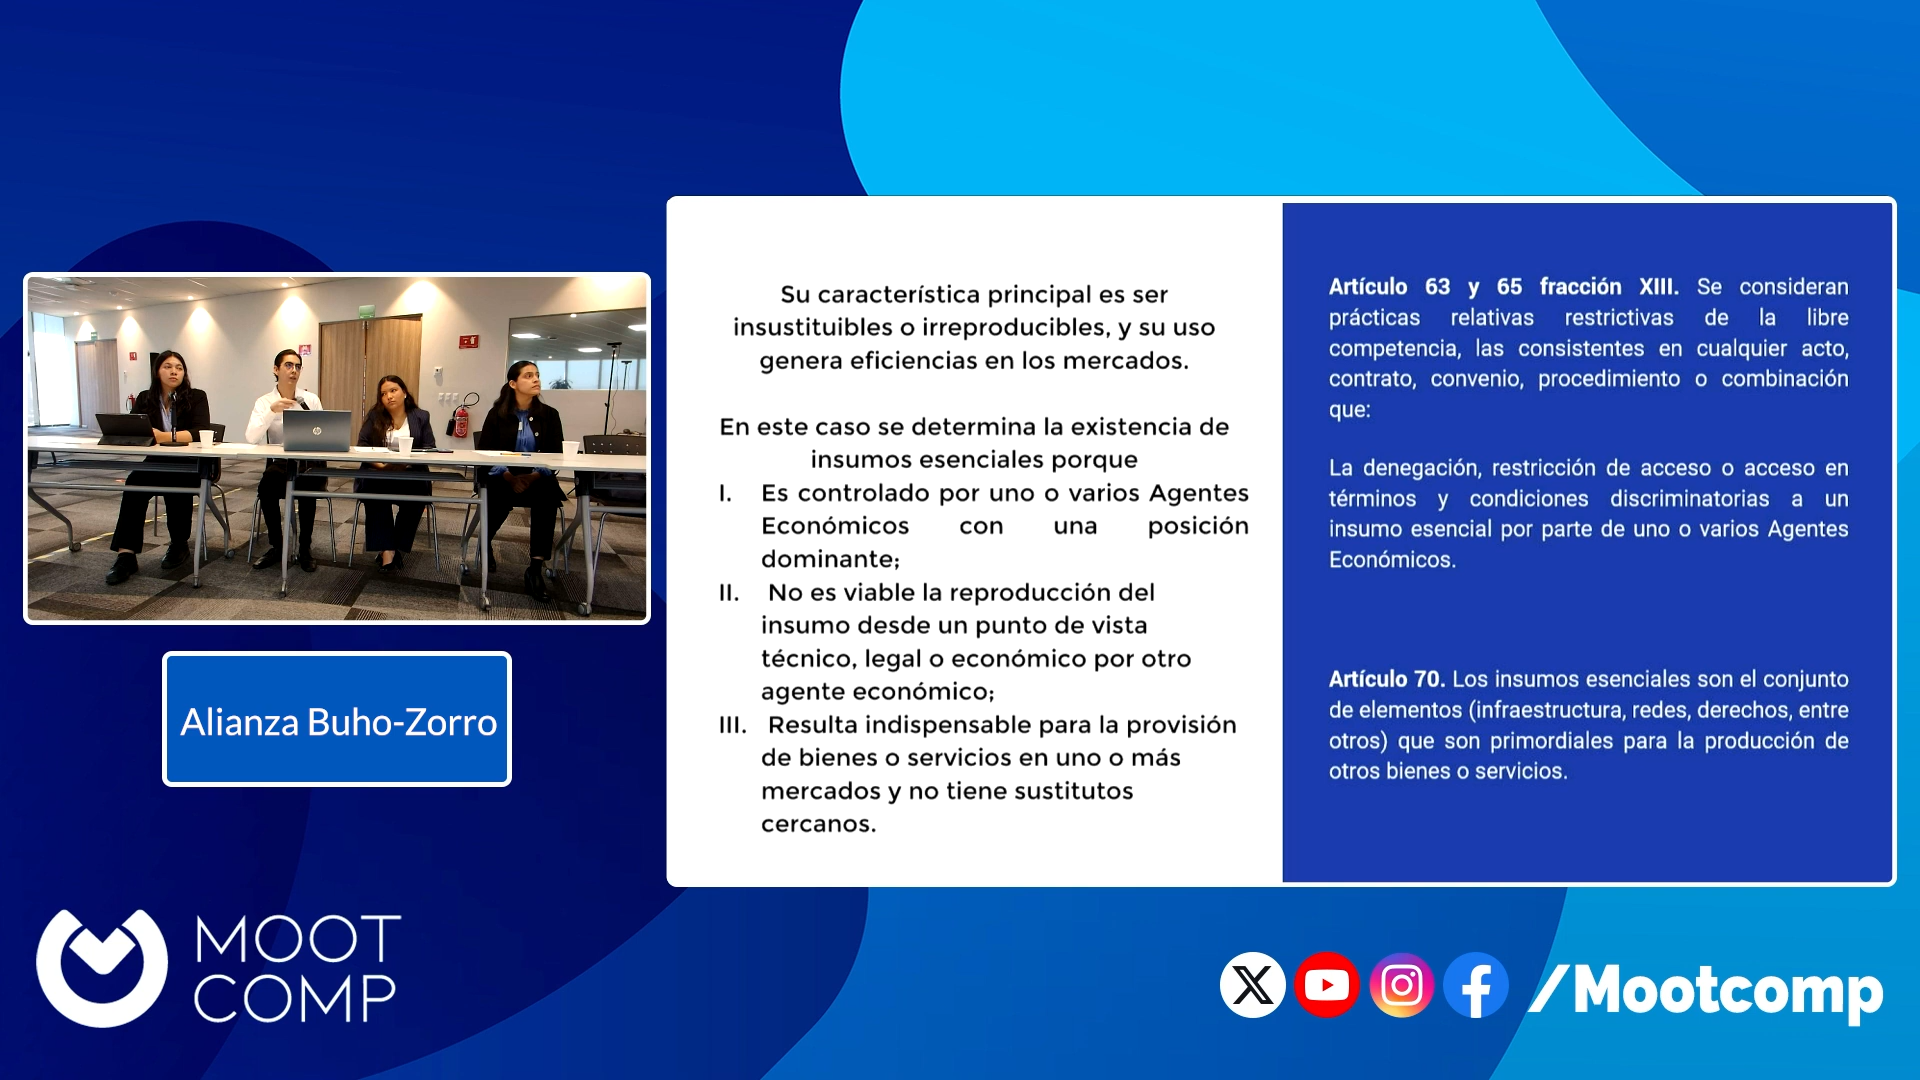 Su característica principal es ser
insustituibles o irreproducibles, y su uso
genera eficiencias en los mercados.
En este caso se determina la existencia de
insumos esenciales porque
I. Es controlado por uno o varios Agentes
Económicos con una posición
dominante;
II. No es viable la reproducción del
insumo desde un punto de vista
técnico, legal o económico por otro
agente económico;
III. Resulta indispensable para la provisión
de bienes o servicios en uno o más
mercados y no tiene sustitutos
cercanos.
Artículo 63 y 65 fracción XIII. Se consideran
prácticas relativas restrictivas de la libre
competencia, las consistentes en cualquier acto,
contrato, convenio, procedimiento o combinación
que:
La denegación, restricción de acceso o acceso en
términos y condiciones discriminatorias a un
insumo esencial por parte de uno o varios Agentes
Económicos.
Artículo 70. Los insumos esenciales son el conjunto
de elementos (infraestructura, redes, derechos, entre
otros) que son primordiales para la producción de
otros bienes o servicios.
Alianza Buho-Zorro
MOOT
COMP
/Mootcomp